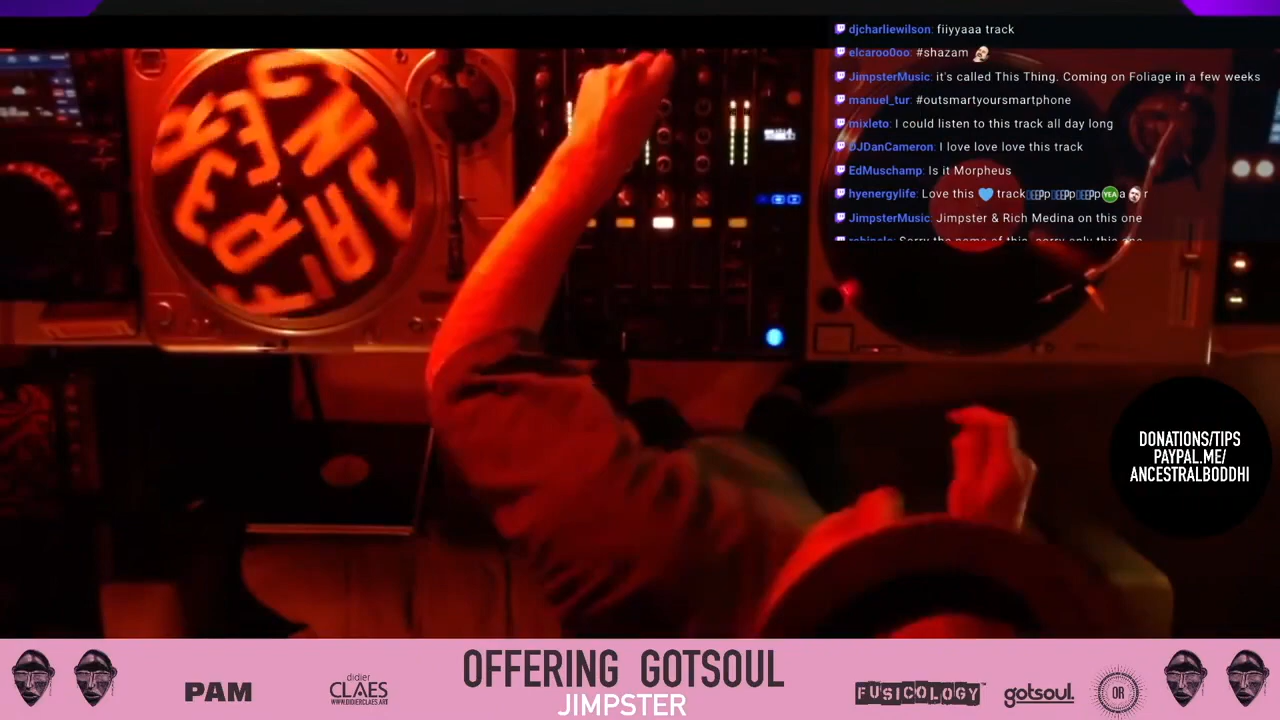 djcharliewilson: fiiyyaaa track
elcaroo0oo: #shazam
JimpsterMusic: it's called This Thing. Coming on Foliage in a few weeks
manuel_tur: #outsmartyoursmartphone
mixleto: I could listen to this track all day long
DJDanCameron: I love love love this track
EdMuschamp: Is it Morpheus
hyenergylife: Love this track
JimpsterMusic: Jimpster & Rich Medina on this one
DONATIONS/TIPS
PAYPAL.ME/
ANCESTRALBODDHI
OFFERING GOTSOUL
JIMPSTER
PAM
didier
CLAES
WWW.DIDIERCLAES.ART
FUSICOLOGY
gotsoul.
OR